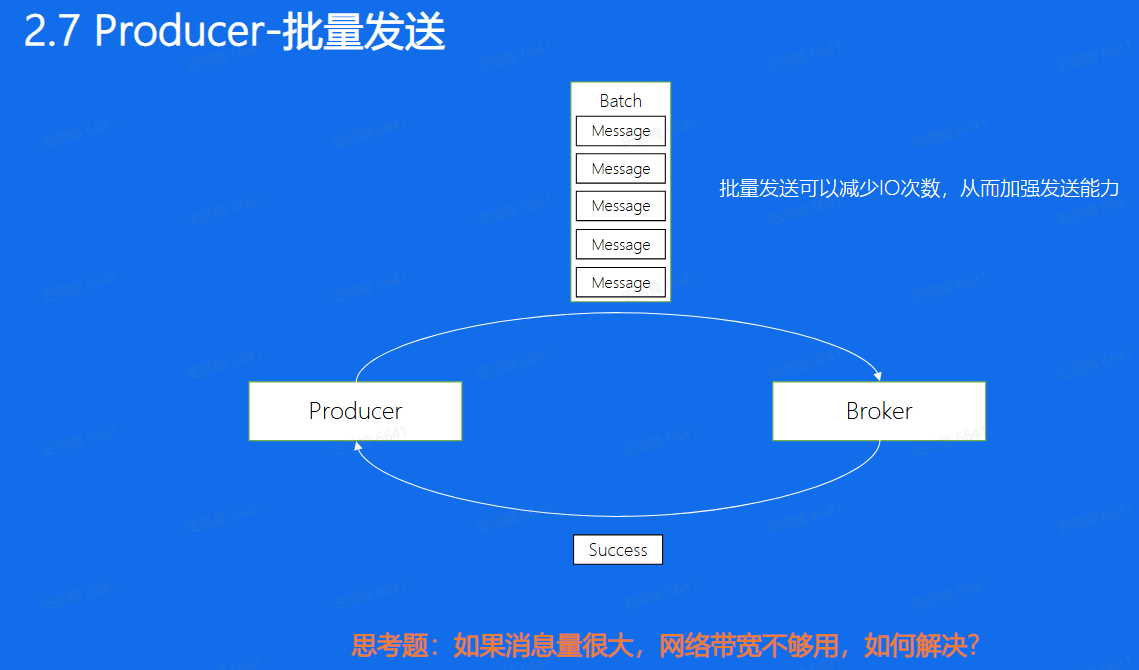 2.7 Producer-批量发送
Batch
Message
Message
Message
Message
Message
批量发送可以减少IO次数，从而加强发送能力
Producer
Broker
Success
思考题：如果消息量很大，网络带宽不够用，如何解决？